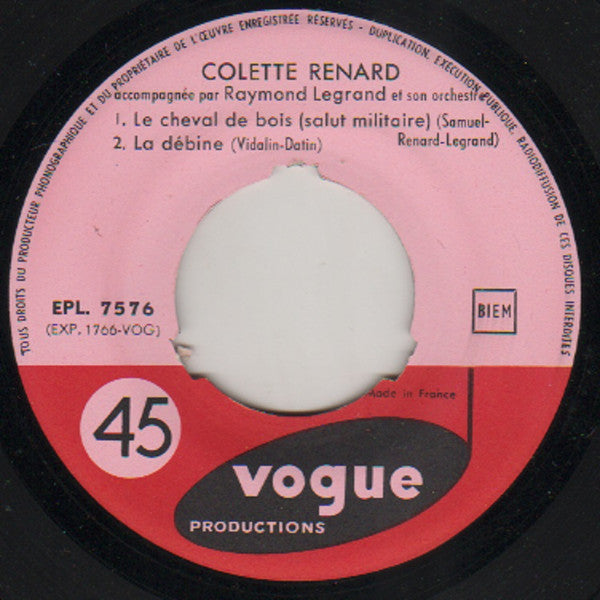 TOUS DROITS DU PRODUCTEUR PHONOGRAPHIQUE ET DU PROPRIÉTAIRE DE L'ŒUVRE ENREGISTRÉE RÉSERVÉS - DUPLICATION, EXÉCUTION PUBLIQUE, RADIODIFFUSION DE CES DISQUES INTERDITES
COLETTE RENARD
accompagnée par Raymond Legrand et son orchestre
1. Le cheval de bois (salut militaire) (Samuel-
Renard-Legrand)
2. La débine (Vidalin-Datin)
EPL. 7576
(EXP. 1766-VOG)
BIEM
Made in France
45
vogue
PRODUCTIONS